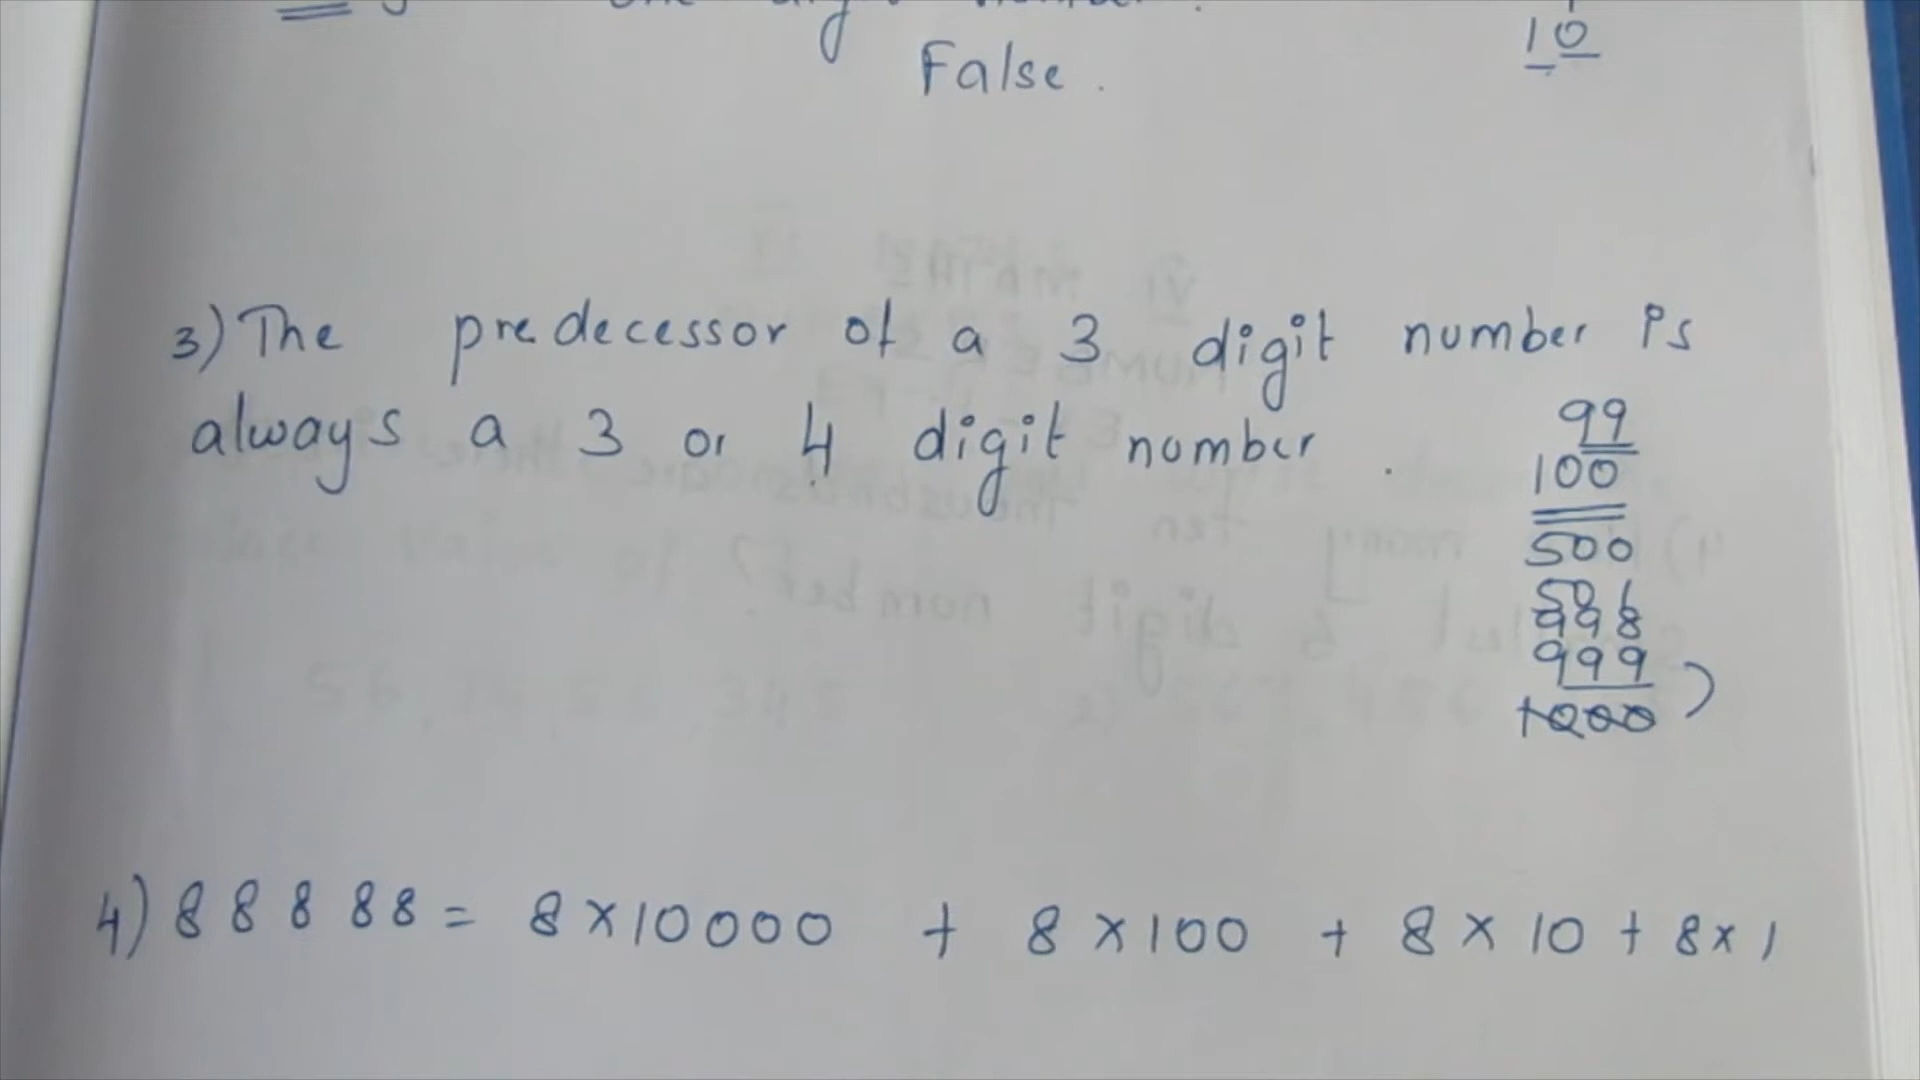 False.
10
3) The predecessor of a 3 digit number is
always a 3 or 4 digit number.
99
100
500
501
998
999
1000
4) 88888 = 8 x 10000 + 8 x 100 + 8 x 10 + 8 x 1